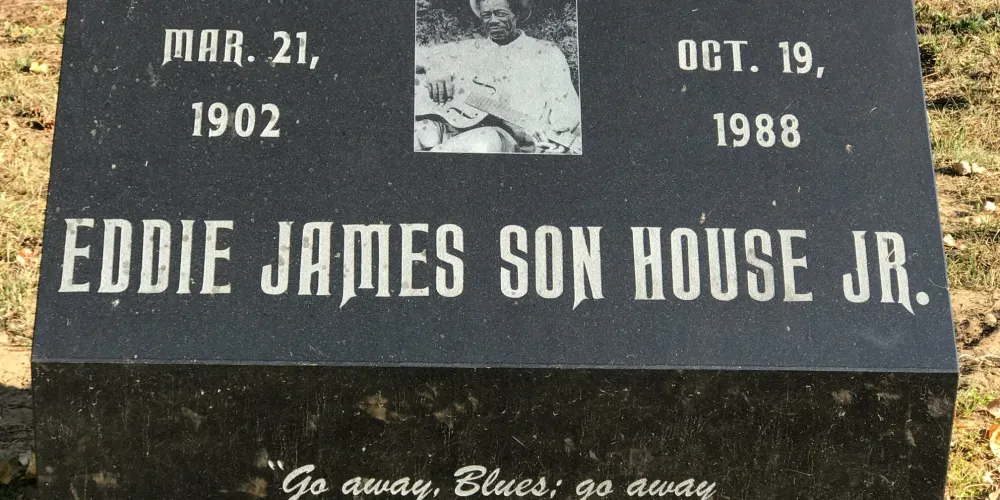 MAR. 21,
1902
OCT. 19,
1988
EDDIE JAMES SON HOUSE JR.
“Go away, Blues; go away